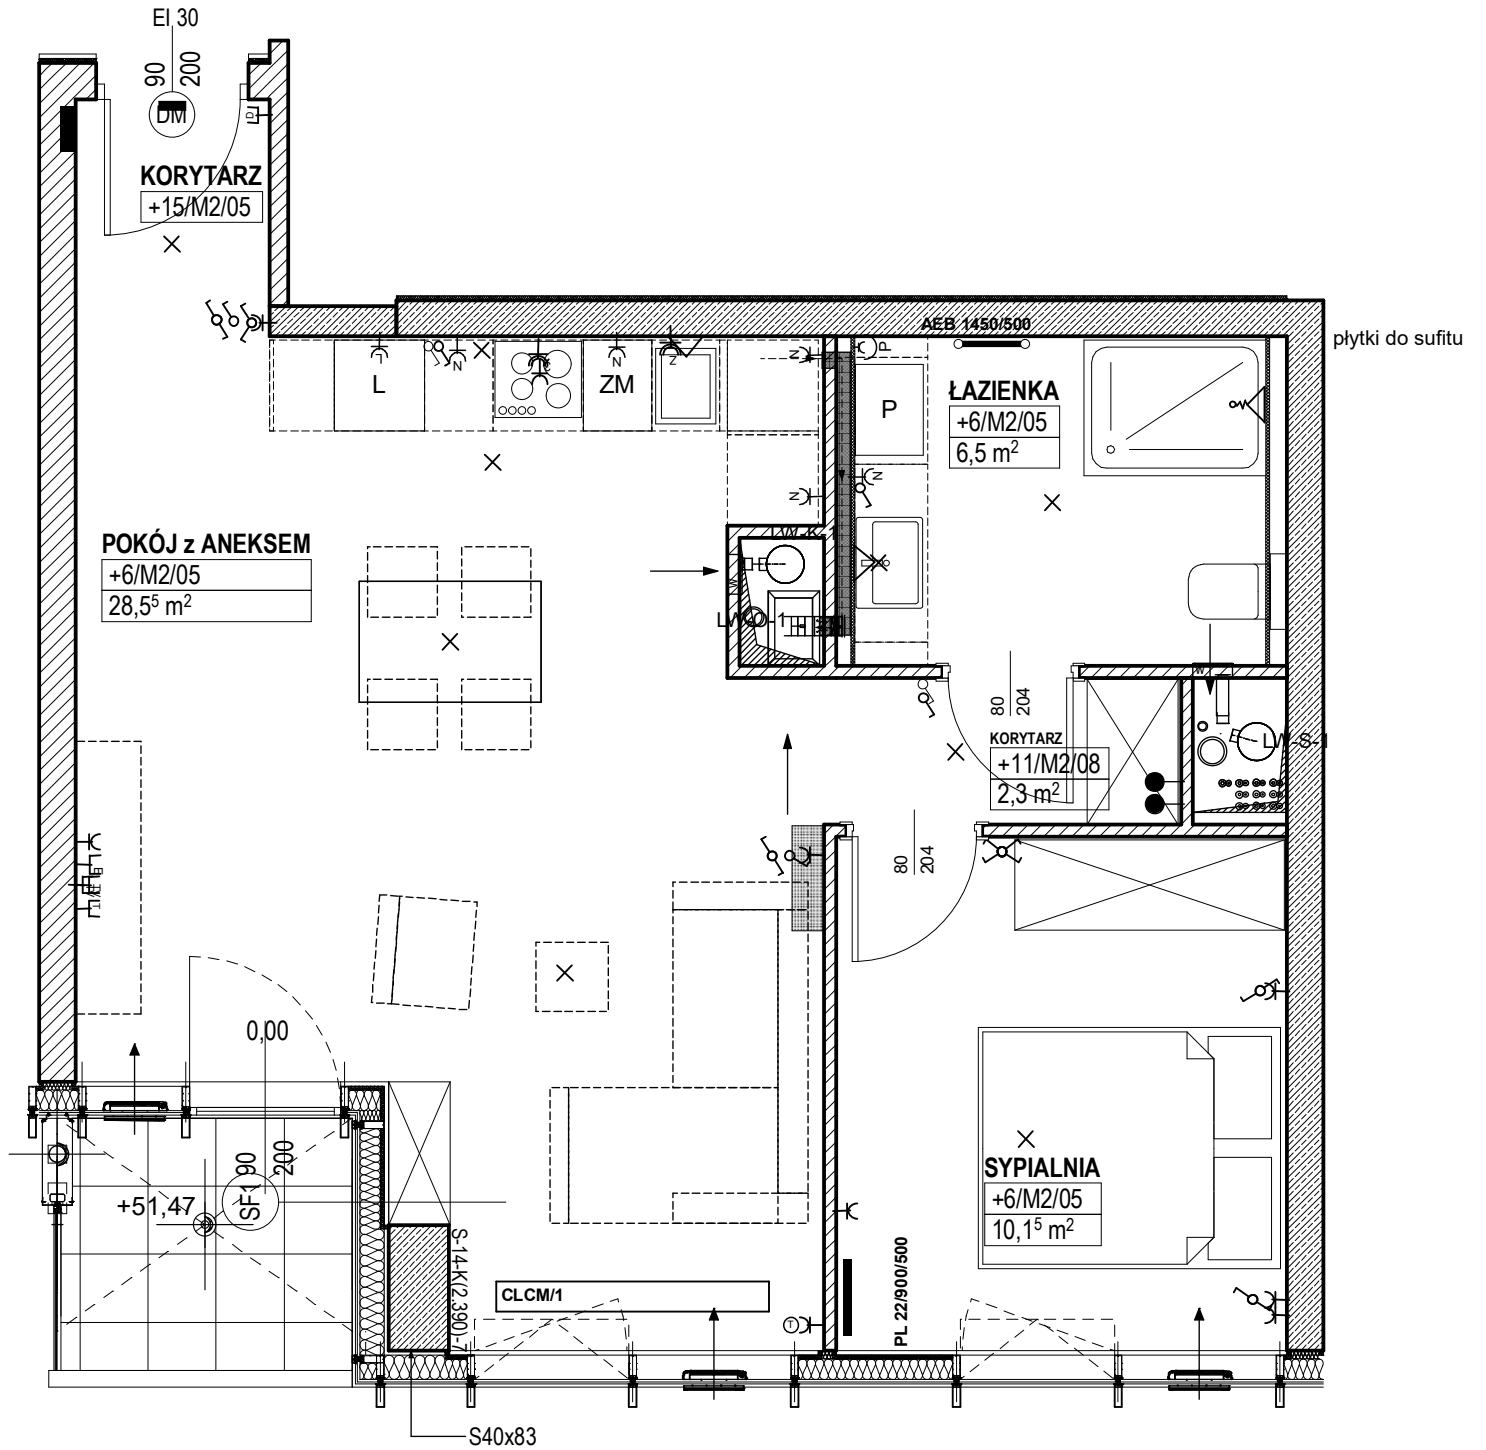 EI 30
90
200
DM
KORYTARZ
+15/M2/05
AEB 1450/500
płytki do sufitu
L
N
ZM
N
Z
N
P
P
ŁAZIENKA
+6/M2/05
6,5 m²
N
N
POKÓJ z ANEKSEM
+6/M2/05
28,5⁵ m²
LW-K-1
80
204
KORYTARZ
+11/M2/08
2,3 m²
LW-S-1
80
204
0,00
+51,47
SF1
90
200
SYPIALNIA
+6/M2/05
10,1⁵ m²
S-14-K(2.390)-7
CLCM/1
T
PL 22/900/500
S40x83